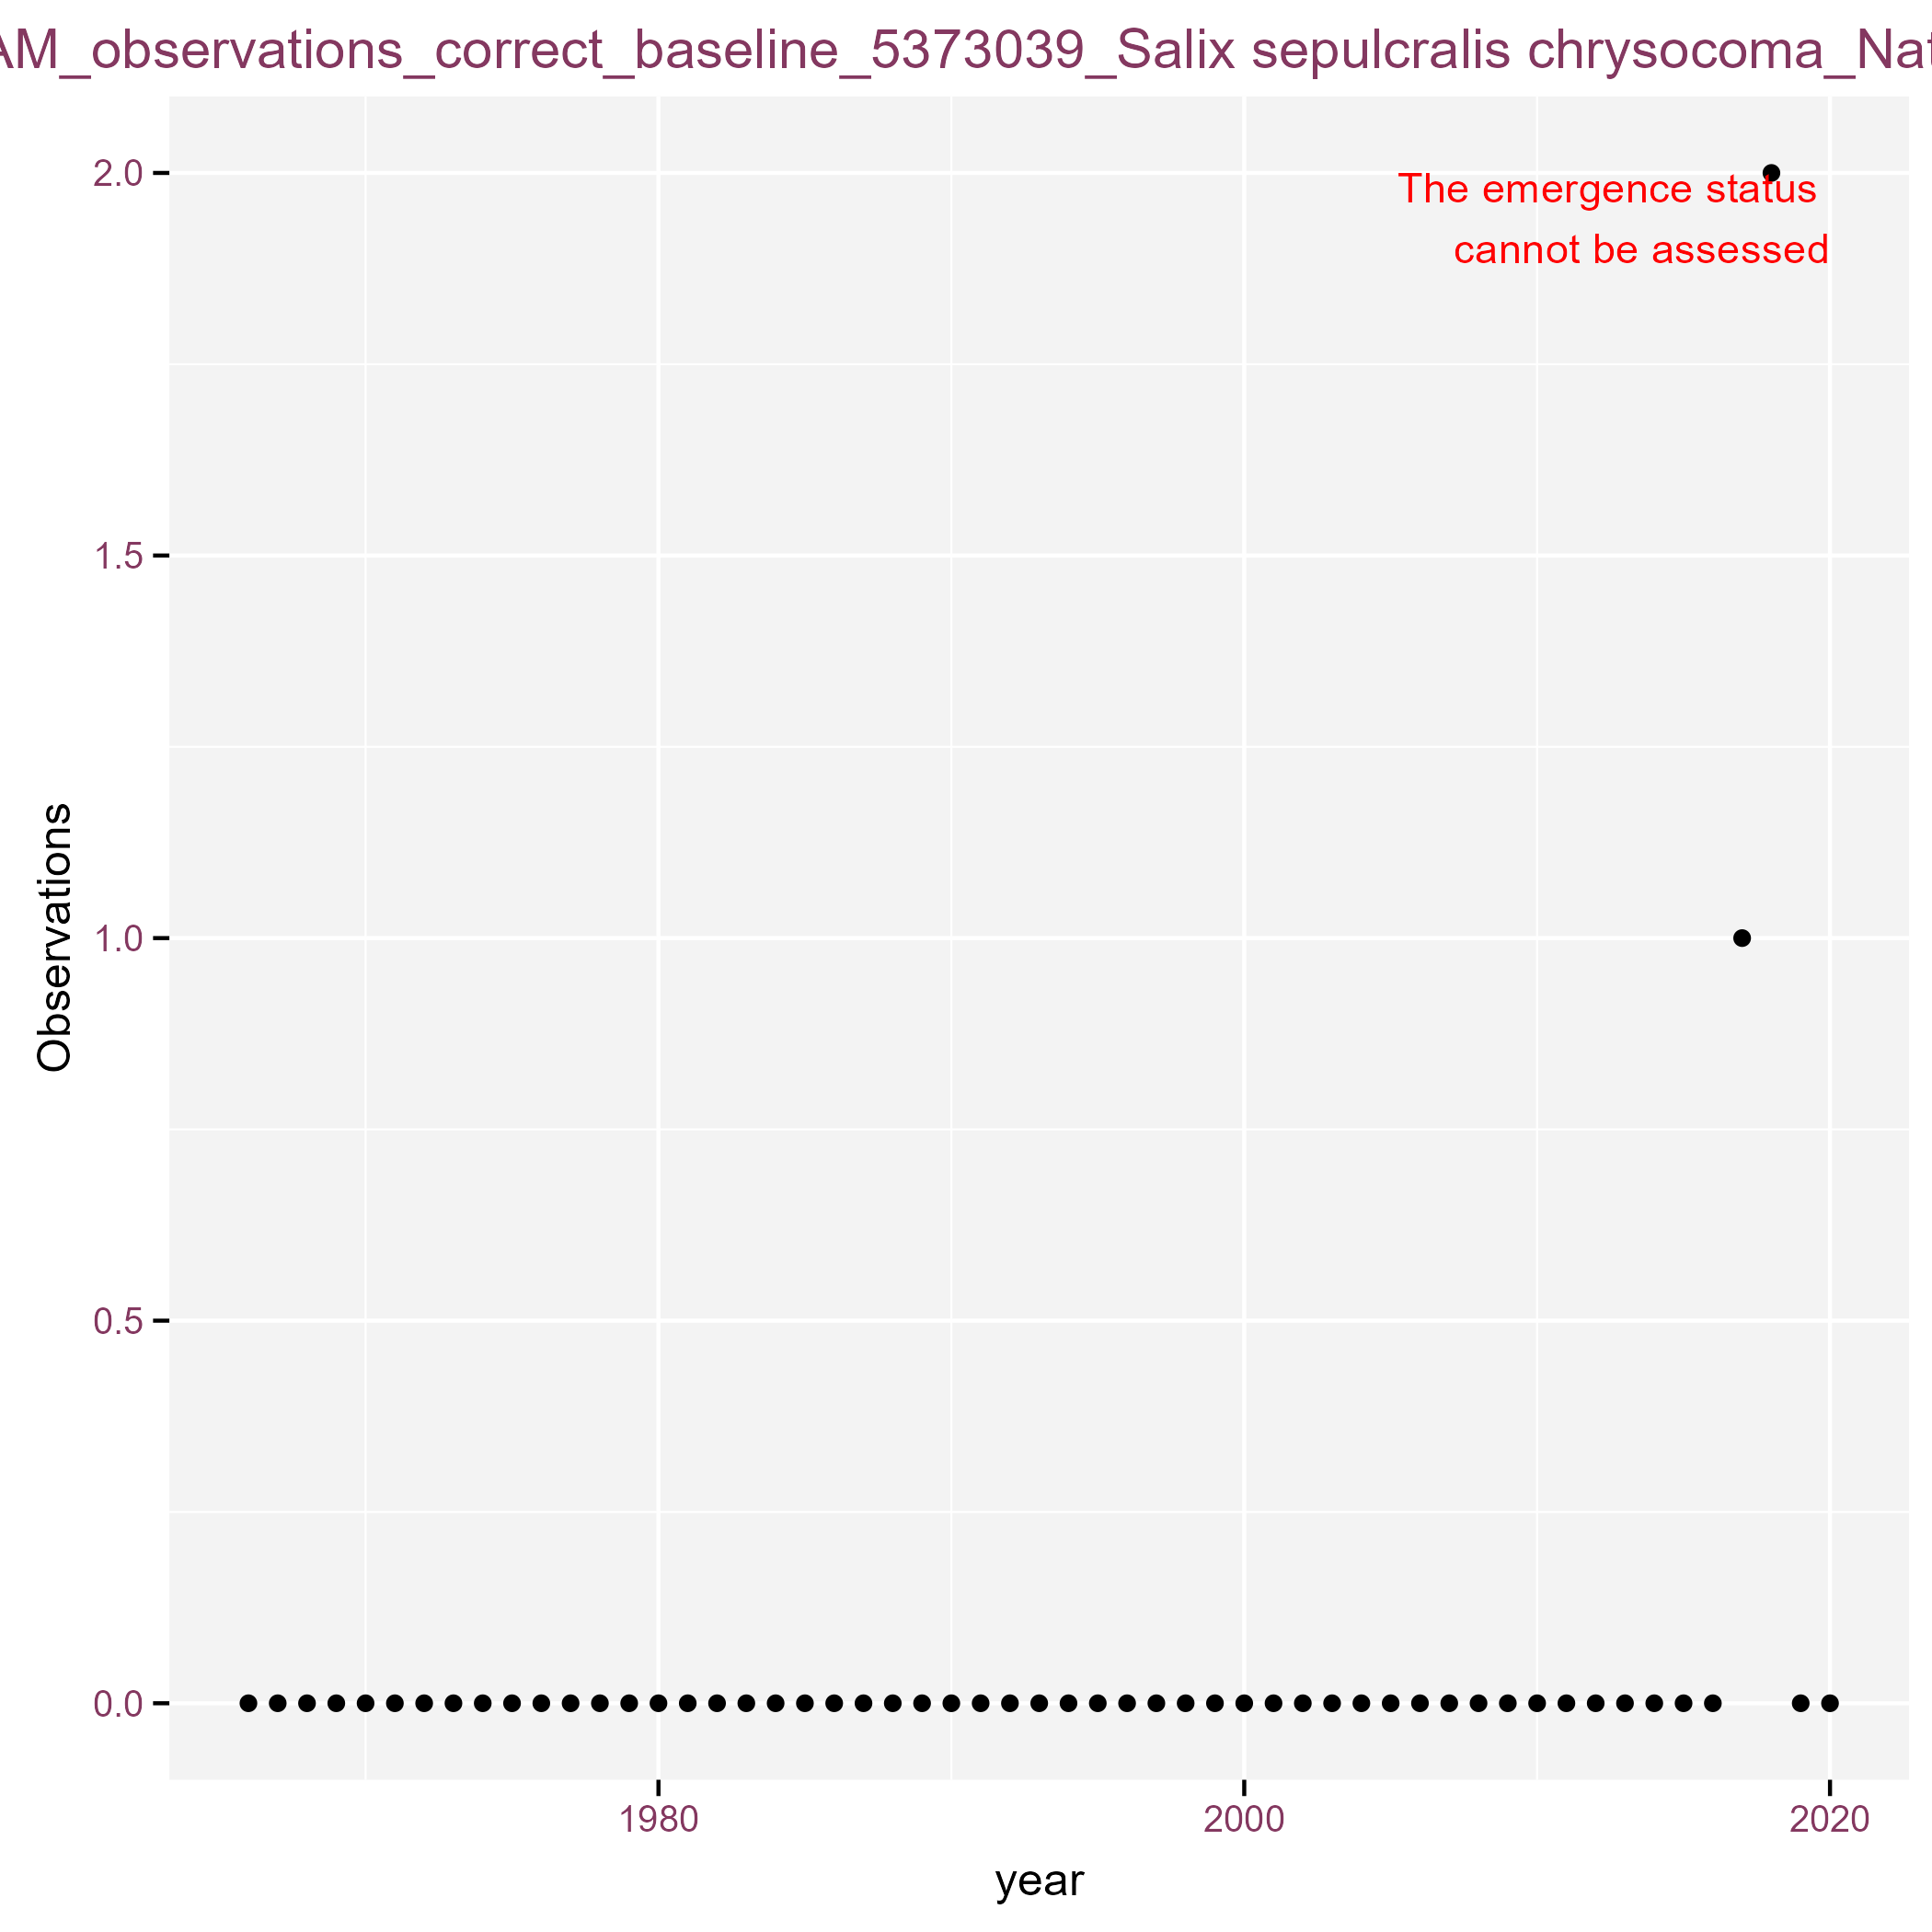 AM_observations_correct_baseline_5373039_Salix sepulcralis chrysocoma_Nat
2.0
The emergence status
cannot be assessed
1.5
1.0
0.5
0.0
Observations
1980 2000 2020
year